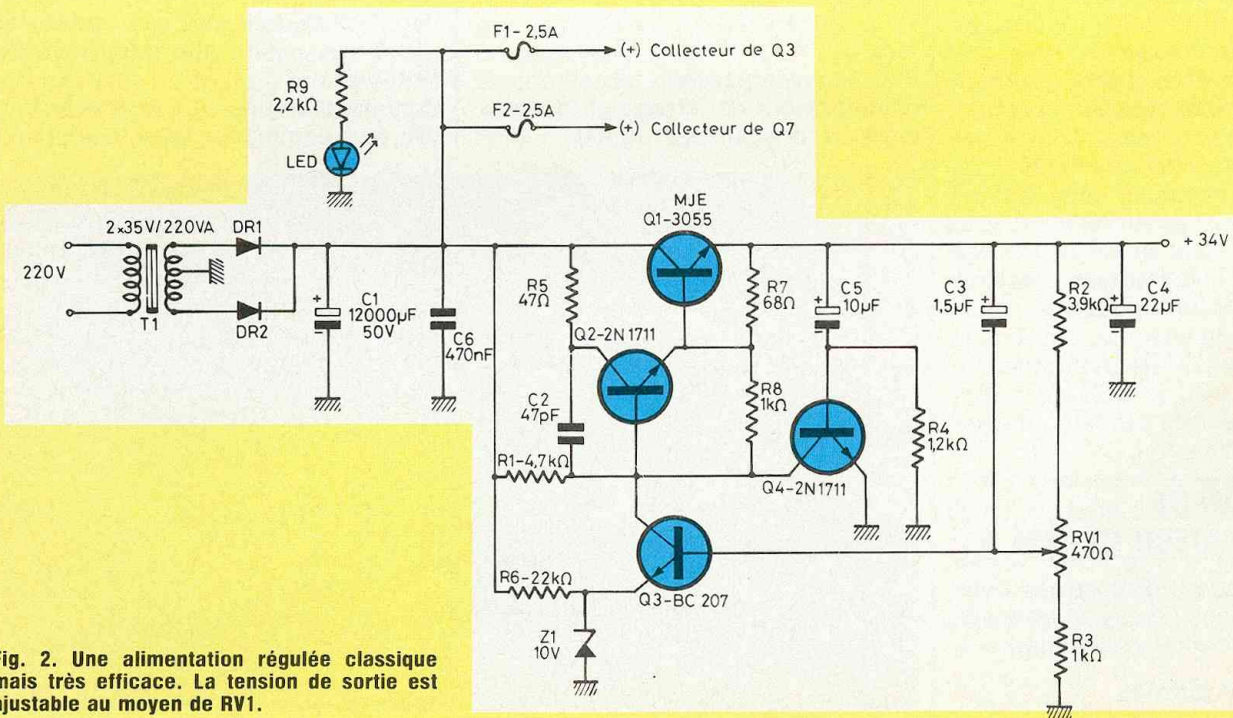 F1-2,5A
(+) Collecteur de Q3
R9
2,2kΩ
F2-2,5A
(+) Collecteur de Q7
LED
MJE
Q1-3055
2x35V/220VA
DR1
+ 34V
220V
T1
DR2
+
C1
12000µF
50V
-
C6
470nF
R5
47Ω
R7
68Ω
+
C5
10µF
-
C3
1,5µF
+
-
R2
3,9kΩ
+
C4
22µF
-
Q2-2N1711
C2
47pF
R8
1kΩ
R4
1,2kΩ
R1-4,7kΩ
Q4-2N1711
RV1
470Ω
R6-22kΩ
Q3-BC 207
Z1
10V
R3
1kΩ
Fig. 2. Une alimentation régulée classique
mais très efficace. La tension de sortie est
ajustable au moyen de RV1.